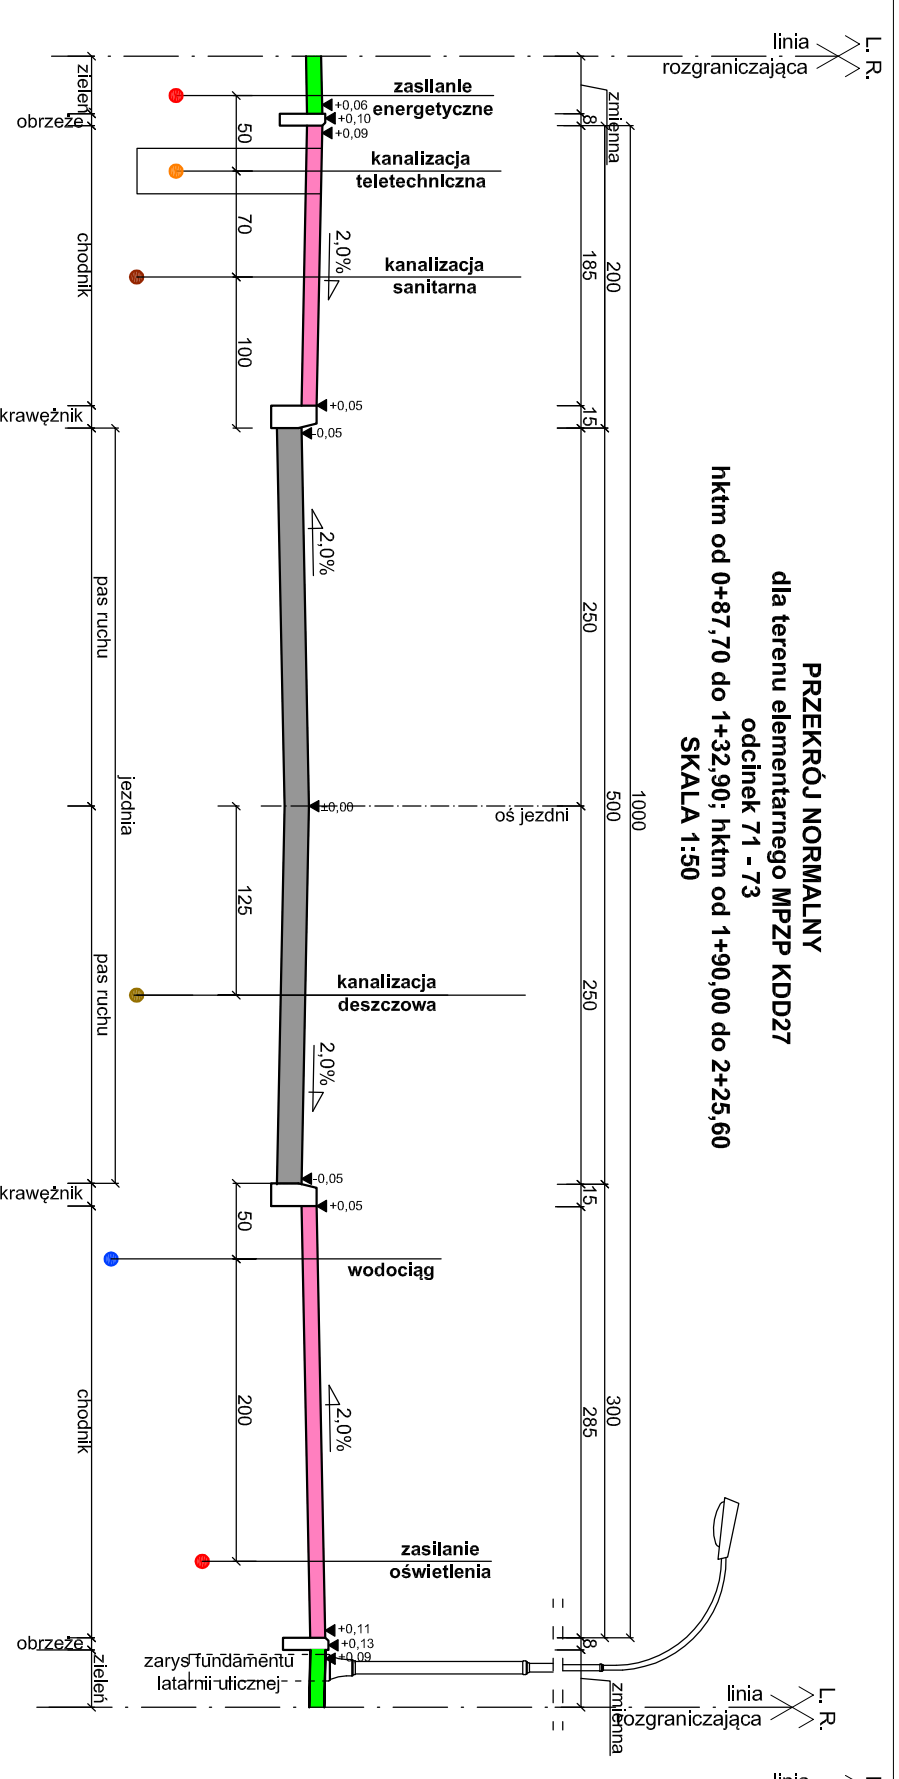 PRZEKRÓJ NORMALNY
dla terenu elementarnego MPZP KDD27
odcinek 71 - 73
hktm od 0+87,70 do 1+32,90; hktm od 1+90,00 do 2+25,60
SKALA 1:50
L. R.
linia
rozgraniczająca
zmienna
8
185
15
250
250
15
285
8
zmienna
200
500
300
1000
L. R.
linia
rozgraniczająca
zasilanie
energetyczne
kanalizacja
teletechniczna
kanalizacja
sanitarna
oś jezdni
kanalizacja
deszczowa
wodociąg
zasilanie
oświetlenia
+0,06
+0,10
+0,09
2,0%
+0,05
-0,05
2,0%
±0,00
2,0%
-0,05
+0,05
2,0%
+0,11
+0,13
+0,09
50
70
100
125
50
200
zarys fundamentu
latarnii ulicznej
zieleń
obrzeże
chodnik
krawężnik
pas ruchu
jezdnia
pas ruchu
krawężnik
chodnik
obrzeże
zieleń